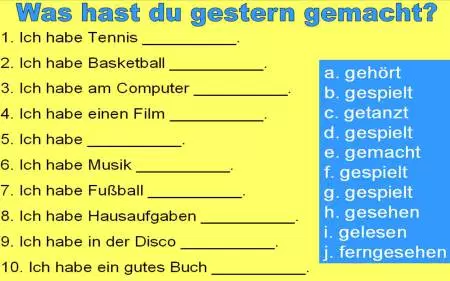 Was hast du gestern gemacht?
1. Ich habe Tennis ___________.
2. Ich habe Basketball ___________.
3. Ich habe am Computer ___________.
4. Ich habe einen Film ___________.
5. Ich habe ___________.
6. Ich habe Musik ___________.
7. Ich habe Fußball ___________.
8. Ich habe Hausaufgaben ___________.
9. Ich habe in der Disco ___________.
10. Ich habe ein gutes Buch ___________.
a. gehört
b. gespielt
c. getanzt
d. gespielt
e. gemacht
f. gespielt
g. gespielt
h. gesehen
i. gelesen
j. ferngesehen